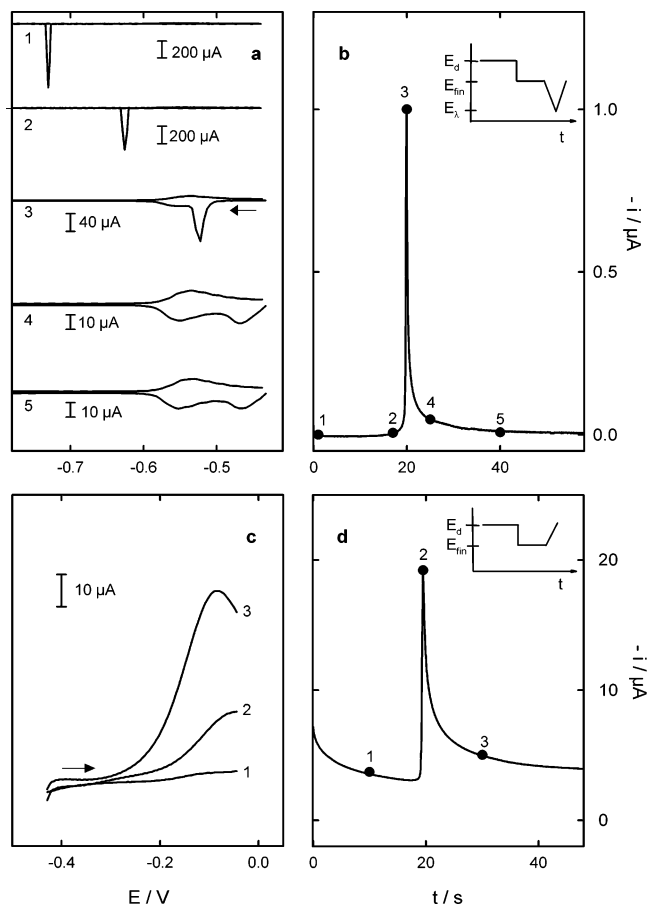 a
1
200 µA
2
200 µA
3
40 µA
4
10 µA
5
10 µA
-0.7 -0.6 -0.5
b
3
E_d
E_fin
E_λ
t
1.0
0.5
0.0
- i / µA
1 2 4 5
0 20 40
c
10 µA
3
2
1
-0.4 -0.2 0.0
E / V
d
E_d
E_fin
t
2
1
3
20
10
0
- i / µA
0 20 40
t / s